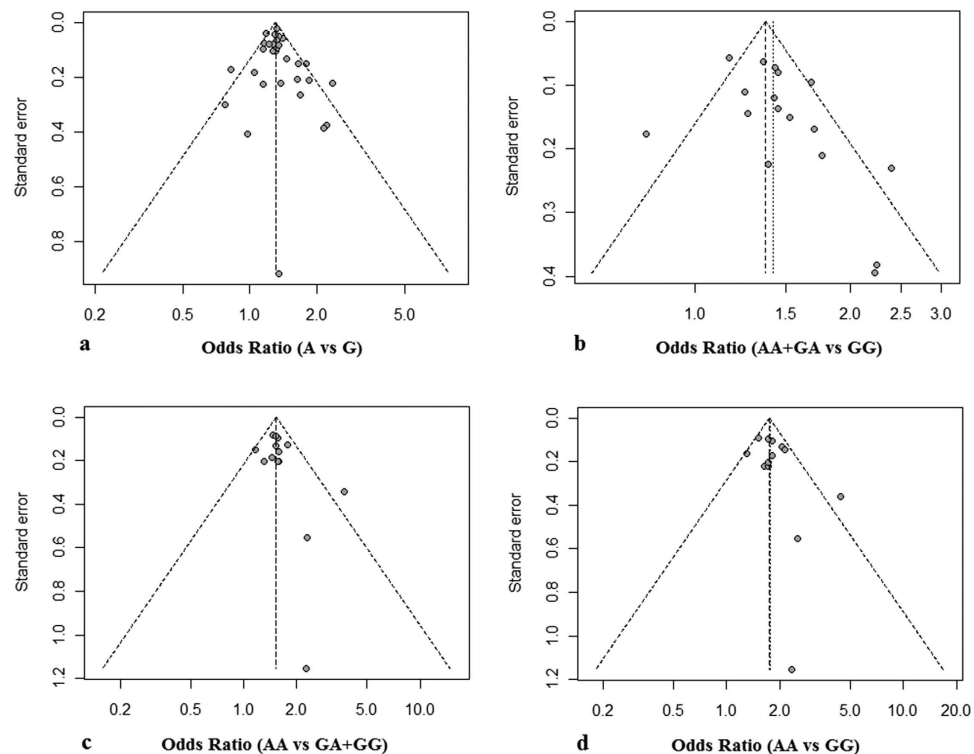 0.0
0.2
0.4
0.6
0.8
Standard error
0.2 0.5 1.0 2.0 5.0
a Odds Ratio (A vs G)
0.0
0.1
0.2
0.3
0.4
Standard error
1.0 1.5 2.0 2.5 3.0
b Odds Ratio (AA+GA vs GG)
0.0
0.2
0.4
0.6
0.8
1.0
1.2
Standard error
0.2 0.5 1.0 2.0 5.0 10.0
c Odds Ratio (AA vs GA+GG)
0.0
0.2
0.4
0.6
0.8
1.0
1.2
Standard error
0.2 0.5 1.0 2.0 5.0 10.0 20.0
d Odds Ratio (AA vs GG)